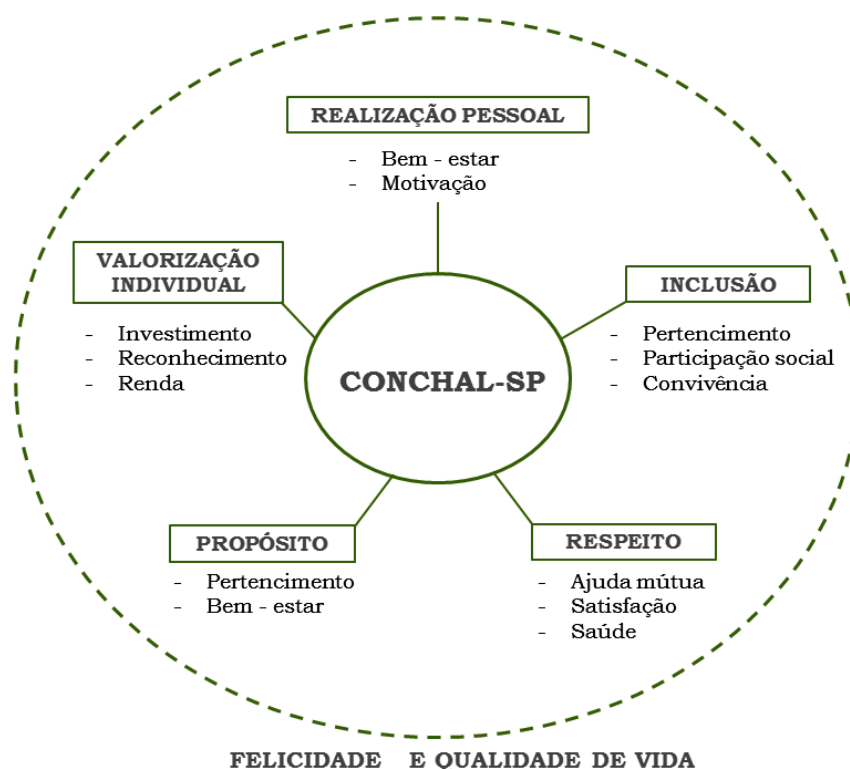 REALIZAÇÃO PESSOAL
- Bem - estar
- Motivação
VALORIZAÇÃO
INDIVIDUAL
- Investimento
- Reconhecimento
- Renda
INCLUSÃO
- Pertencimento
- Participação social
- Convivência
CONCHAL-SP
PROPÓSITO
- Pertencimento
- Bem - estar
RESPEITO
- Ajuda mútua
- Satisfação
- Saúde
FELICIDADE E QUALIDADE DE VIDA